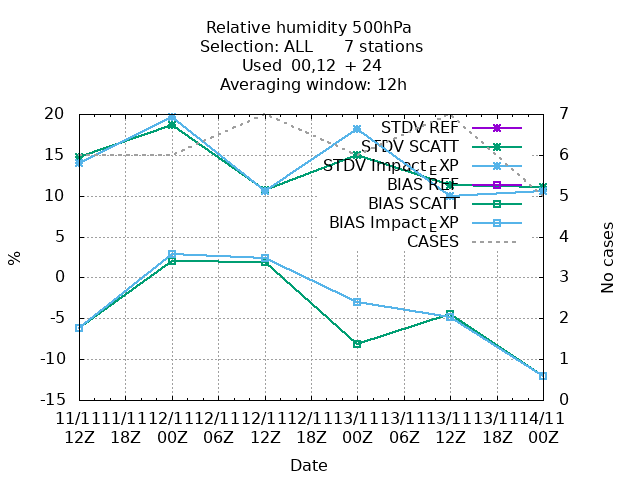 Relative humidity 500hPa
Selection: ALL 7 stations
Used 00,12 + 24
Averaging window: 12h
20
15
10
5
0
-5
-10
-15
%
7
6
5
4
3
2
1
0
No cases
STDV REF
STDV SCATT
STDV Impact EXP
BIAS REF
BIAS SCATT
BIAS Impact EXP
CASES
11/11 11/11 12/11 12/11 12/11 12/11 13/11 13/11 13/11 13/11 14/11
12Z 18Z 00Z 06Z 12Z 18Z 00Z 06Z 12Z 18Z 00Z
Date